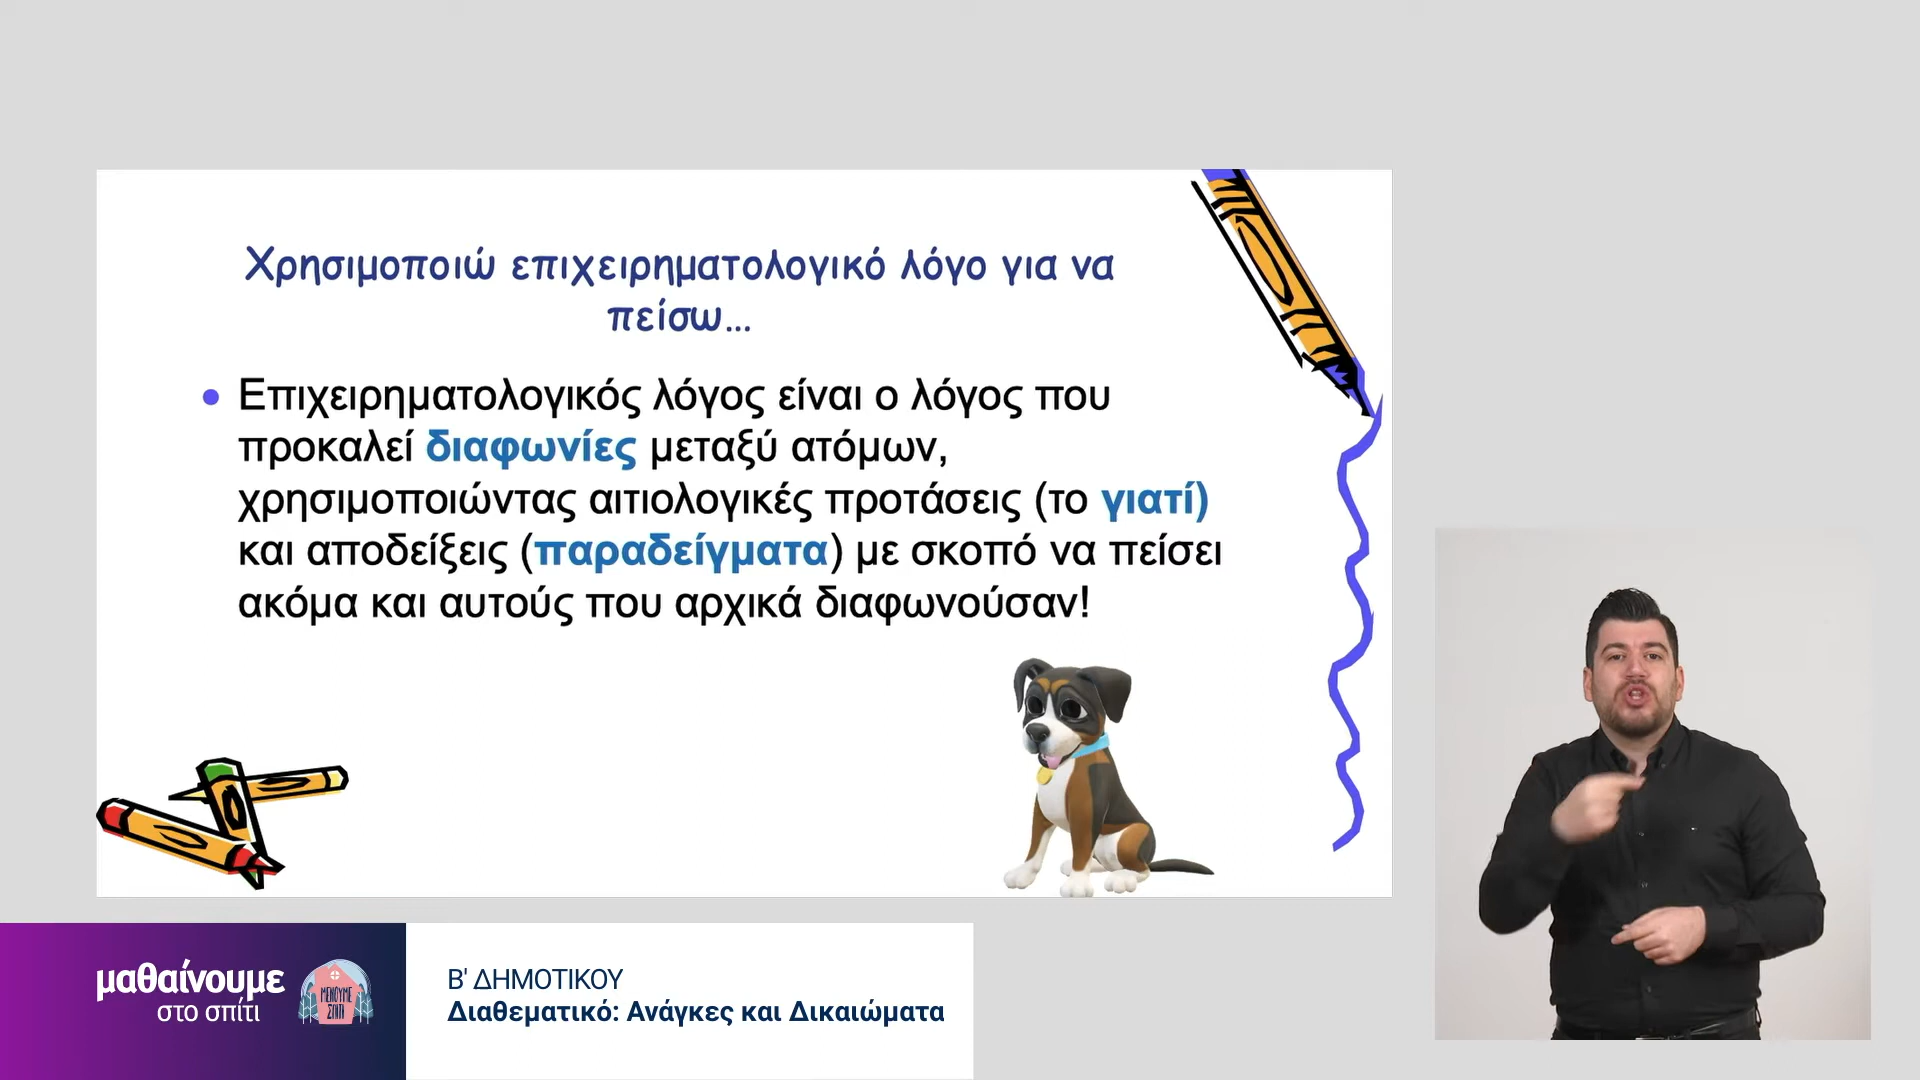 Χρησιμοποιώ επιχειρηματολογικό λόγο για να
πείσω...
• Επιχειρηματολογικός λόγος είναι ο λόγος που
προκαλεί διαφωνίες μεταξύ ατόμων,
χρησιμοποιώντας αιτιολογικές προτάσεις (το γιατί)
και αποδείξεις (παραδείγματα) με σκοπό να πείσει
ακόμα και αυτούς που αρχικά διαφωνούσαν!
μαθαίνουμε
στο σπίτι
ΜΕΝΟΥΜΕ
ΣΠΙΤΙ
Β' ΔΗΜΟΤΙΚΟΥ
Διαθεματικό: Ανάγκες και Δικαιώματα